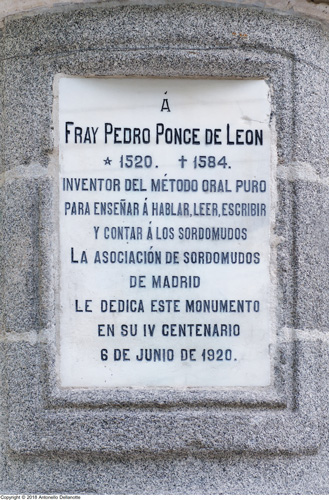 Á
FRAY PEDRO PONCE DE LEON
* 1520. † 1584.
INVENTOR DEL MÉTODO ORAL PURO
PARA ENSEÑAR Á HABLAR, LEER, ESCRIBIR
Y CONTAR Á LOS SORDOMUDOS
LA ASOCIACIÓN DE SORDOMUDOS
DE MADRID
LE DEDICA ESTE MONUMENTO
EN SU IV CENTENARIO
6 DE JUNIO DE 1920.
Copyright © 2018 Antonello Dellanotte